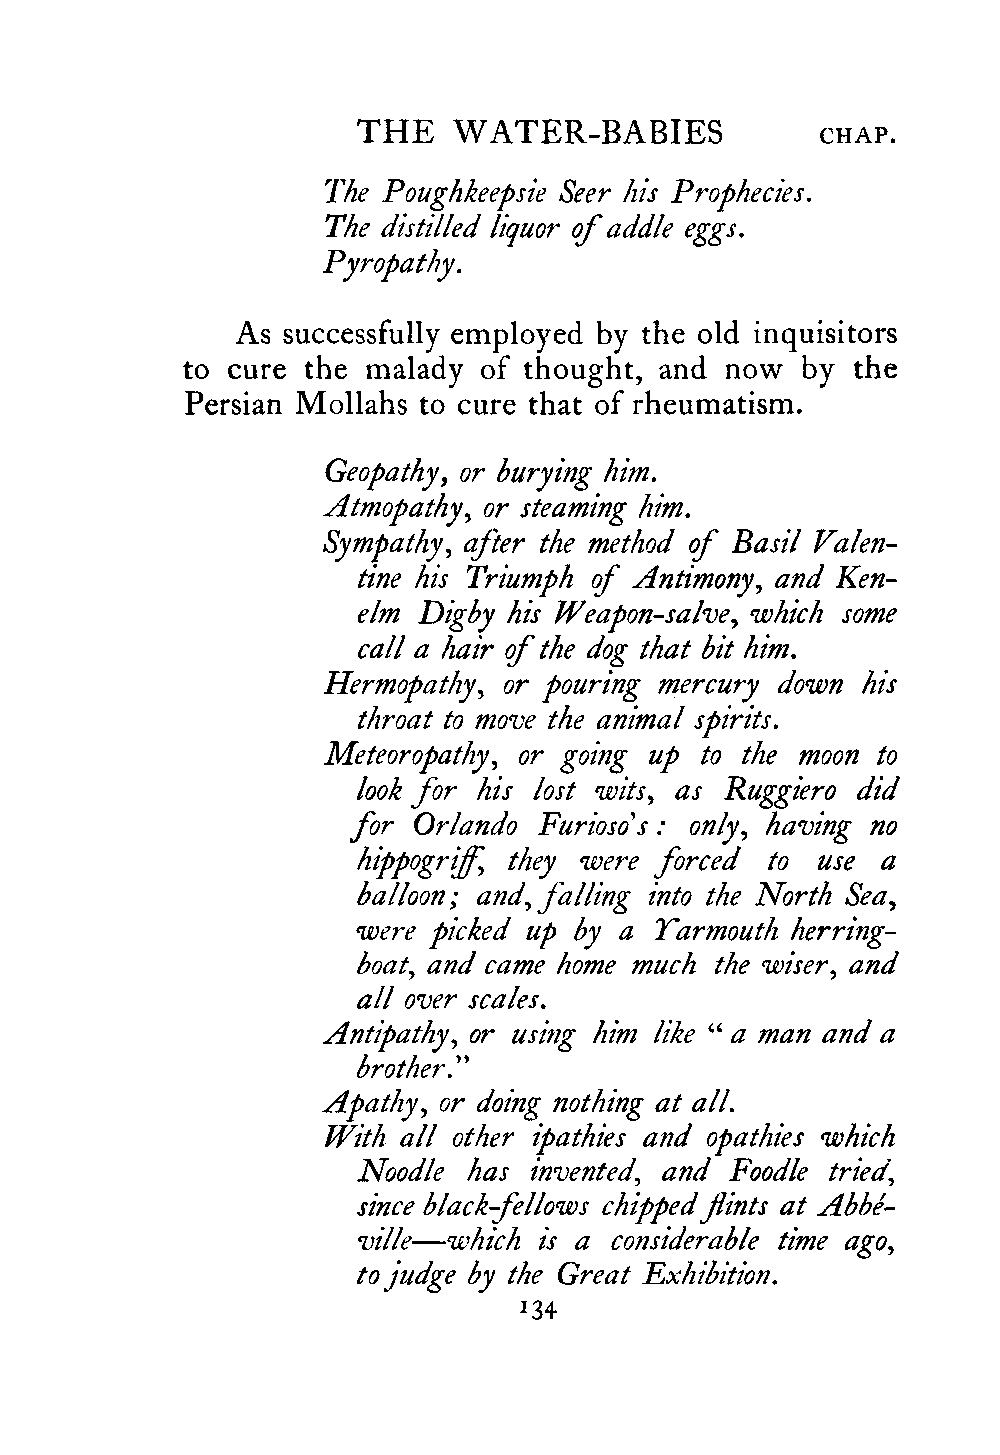 THE WATER-BABIES CHAP.
The Poughkeepsie Seer his Prophecies.
The distilled liquor of addle eggs.
Pyropathy.
As successfully employed by the old inquisitors
to cure the malady of thought, and now by the
Persian Mollahs to cure that of rheumatism.
Geopathy, or burying him.
Atmopathy, or steaming him.
Sympathy, after the method of Basil Valen-
tine his Triumph of Antimony, and Ken-
elm Digby his Weapon-salve, which some
call a hair of the dog that bit him.
Hermopathy, or pouring mercury down his
throat to move the animal spirits.
Meteoropathy, or going up to the moon to
look for his lost wits, as Ruggiero did
for Orlando Furioso's: only, having no
hippogriff, they were forced to use a
balloon; and, falling into the North Sea,
were picked up by a Yarmouth herring-
boat, and came home much the wiser, and
all over scales.
Antipathy, or using him like "a man and a
brother."
Apathy, or doing nothing at all.
With all other ipathies and opathies which
Noodle has invented, and Foodle tried,
since black-fellows chipped flints at Abbé-
ville—which is a considerable time ago,
to judge by the Great Exhibition.
134